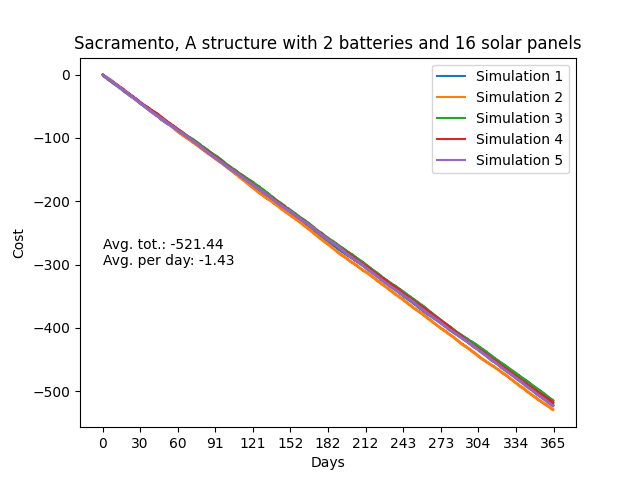 Sacramento, A structure with 2 batteries and 16 solar panels
Simulation 1
Simulation 2
Simulation 3
Simulation 4
Simulation 5
Cost
0
−100
−200
−300
−400
−500
Avg. tot.: -521.44
Avg. per day: -1.43
0 30 60 91 121 152 182 212 243 273 304 334 365
Days